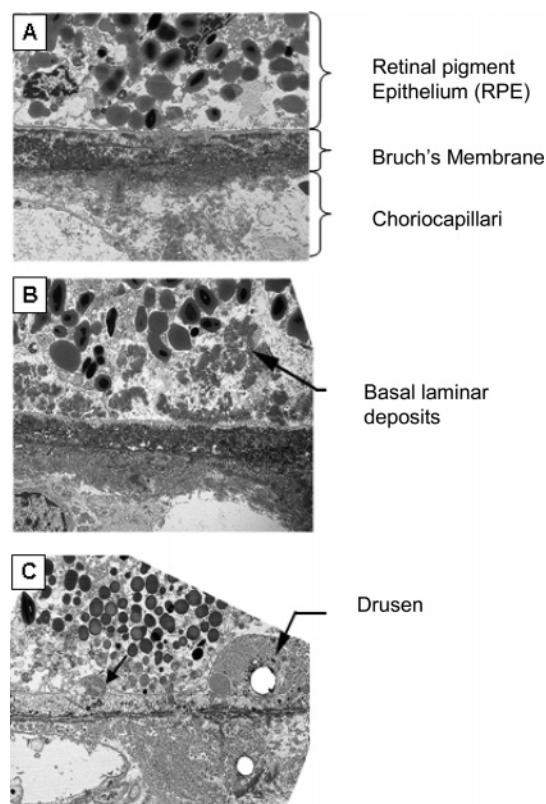 A
Retinal pigment
Epithelium (RPE)
Bruch's Membrane
Choriocapillari
B
Basal laminar
deposits
C
Drusen